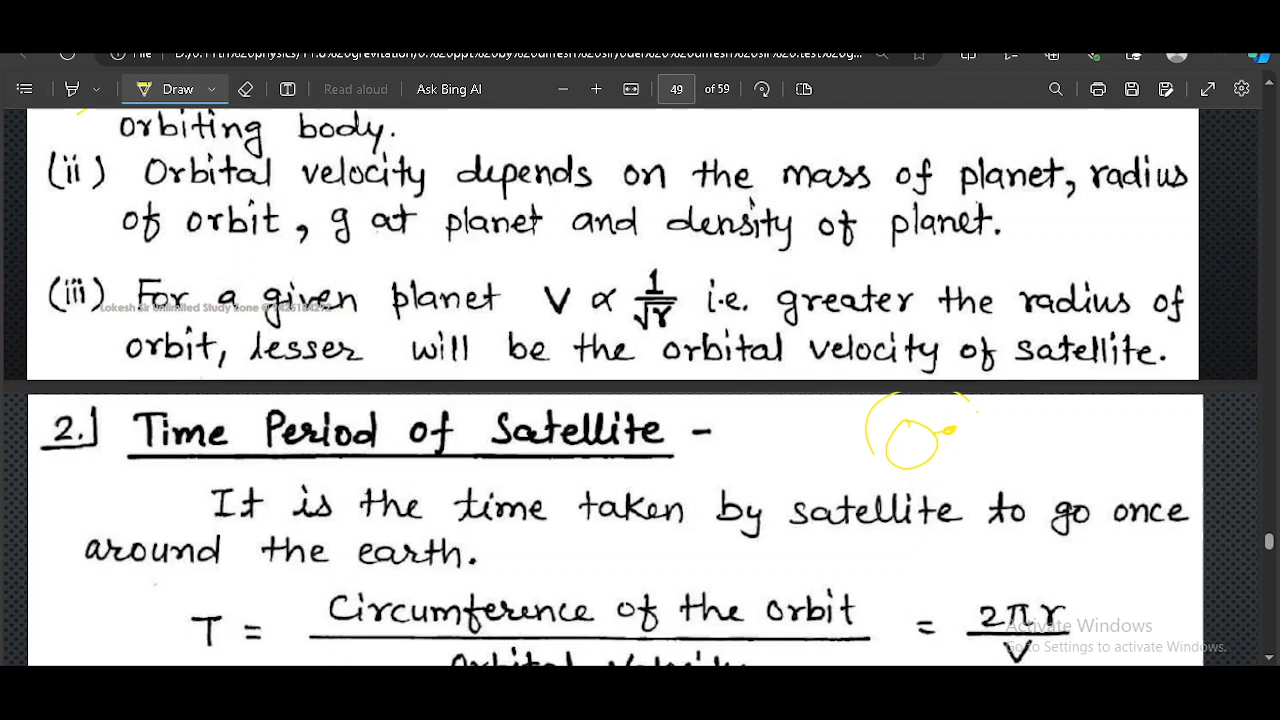 Draw
Read aloud
Ask Bing AI
49 of 59
orbiting body.
(ii) Orbital velocity depends on the mass of planet, radius
of orbit, g at planet and density of planet.
(iii) For a given planet V ∝ 1/√r i.e. greater the radius of
orbit, lesser will be the orbital velocity of satellite.
2.] Time Period of Satellite -
It is the time taken by satellite to go once
around the earth.
T = Circumference of the orbit = 2πr
V
Activate Windows
Go to Settings to activate Windows.